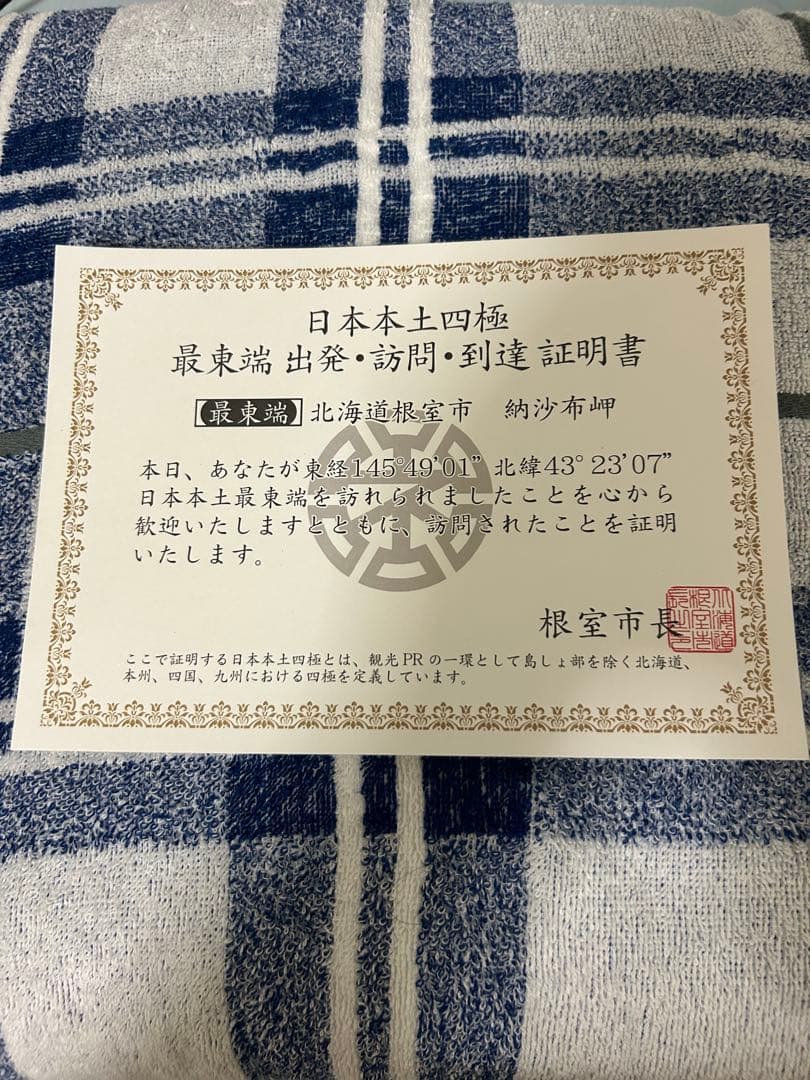 日本本土四極
最東端 出発・訪問・到達 証明書
【最東端】北海道根室市 納沙布岬
本日、あなたが東経145°49'01” 北緯43° 23'07”
日本本土最東端を訪れられましたことを心から
歓迎いたしますとともに、訪問されたことを証明
いたします。
根室市長
ここで証明する日本本土四極とは、観光 PR の一環として島しょ部を除く北海道、
本州、四国、九州における四極を定義しています。